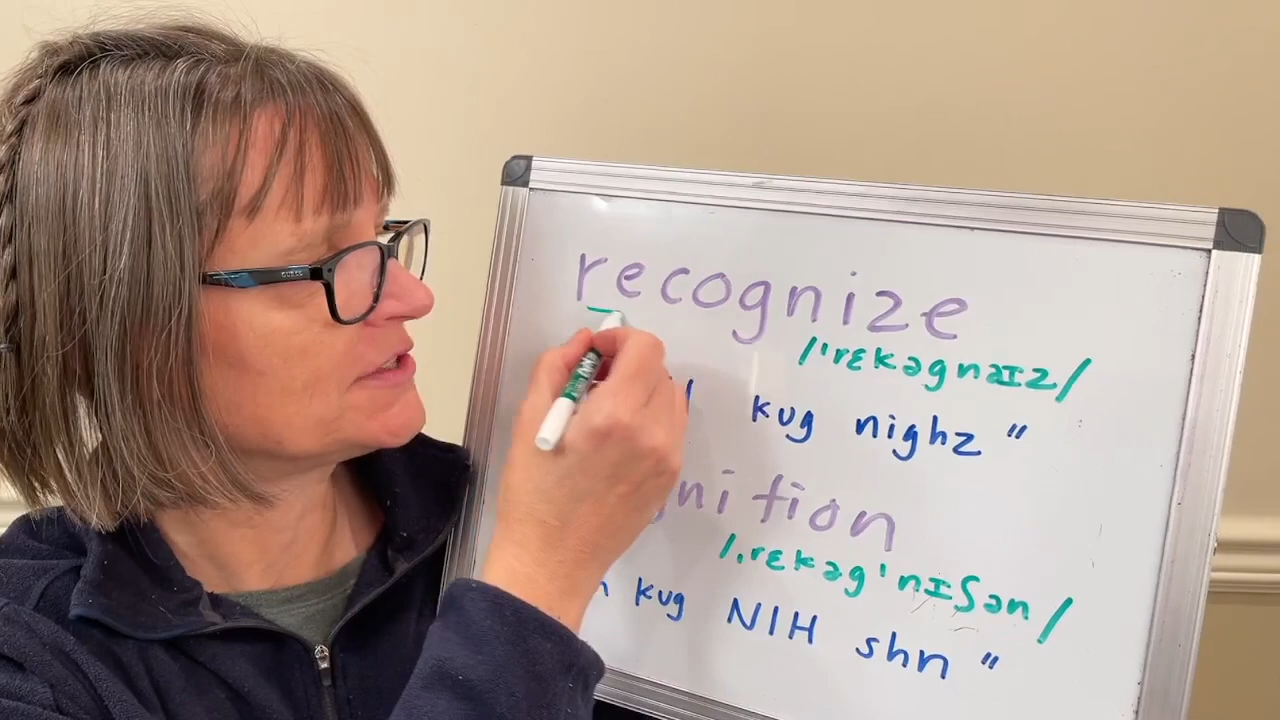 recognize
/ˈrɛkəgnaɪz/
kug nighz "
nition
/ˌrɛkəgˈnɪʃən/
kug NIH shn "